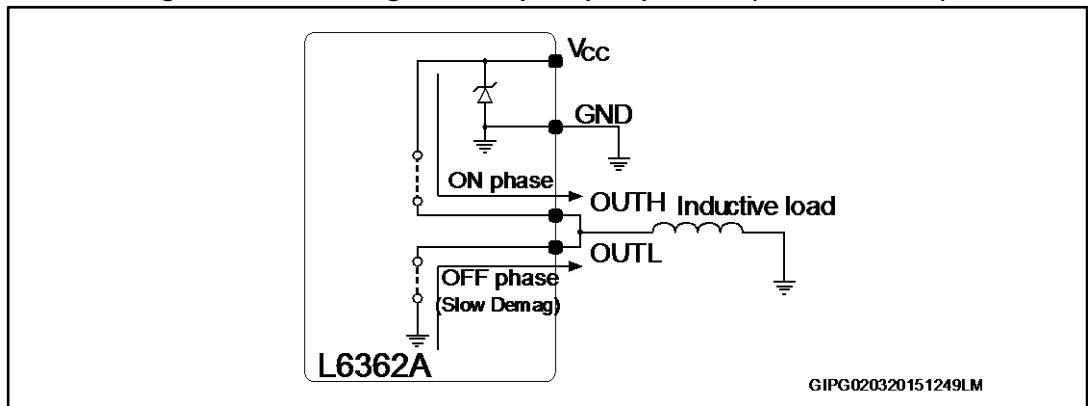 VCC
GND
ON phase
OUTH Inductive load
OUTL
OFF phase
(Slow Demag)
L6362A
GIPG020320151249LM